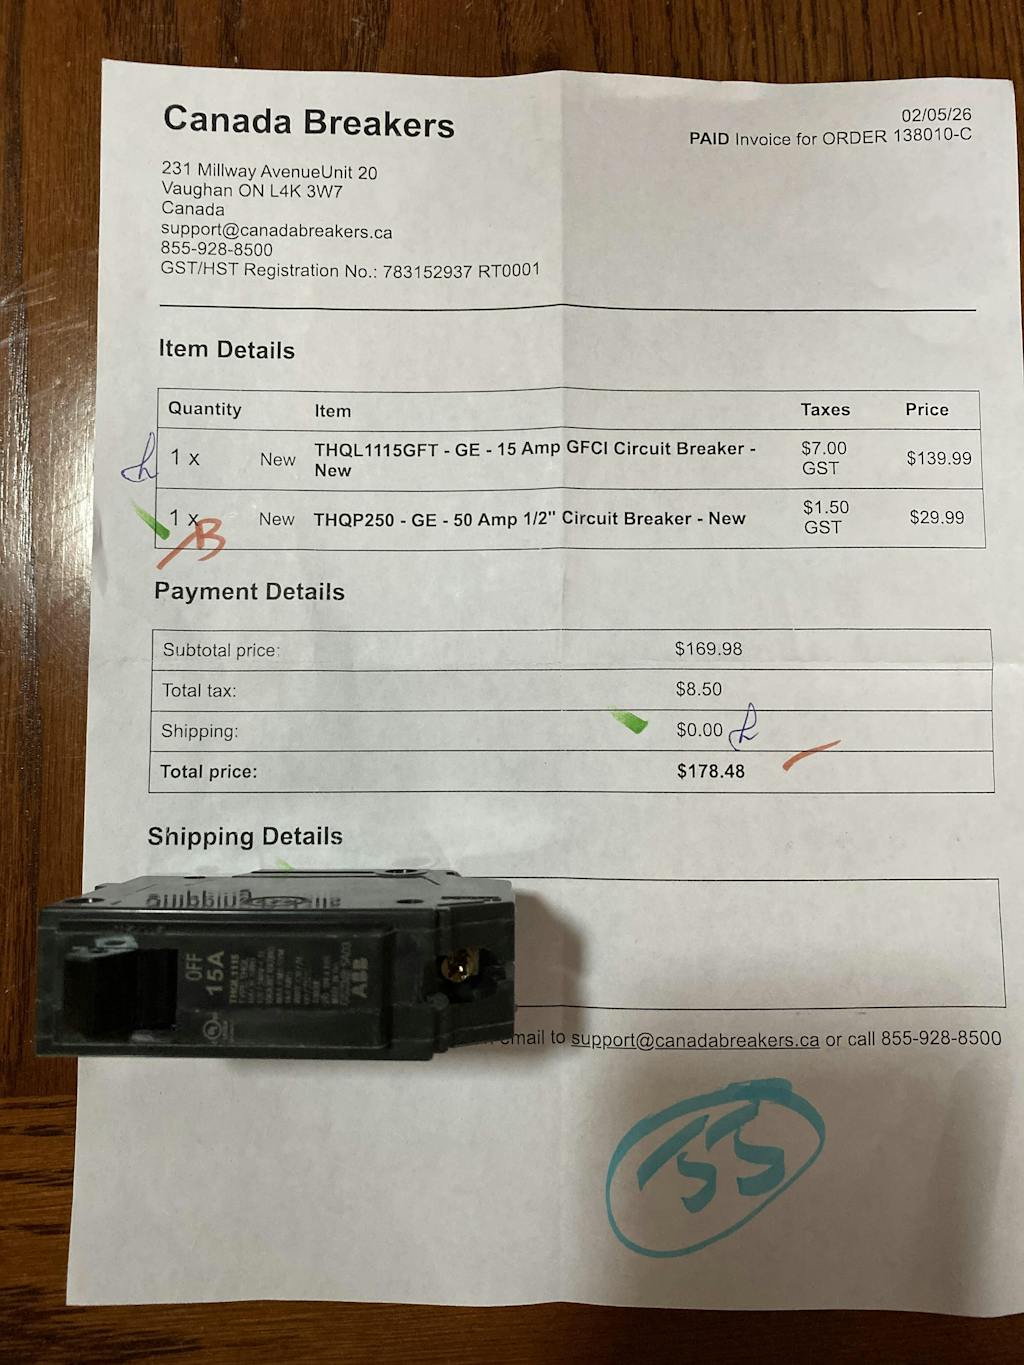 Canada Breakers
02/05/26
PAID Invoice for ORDER 138010-C
231 Millway AvenueUnit 20
Vaughan ON L4K 3W7
Canada
support@canadabreakers.ca
855-928-8500
GST/HST Registration No.: 783152937 RT0001
Item Details
Quantity Item Taxes Price
1 x New THQL1115GFT - GE - 15 Amp GFCI Circuit Breaker - New $7.00 GST $139.99
1 x New THQP250 - GE - 50 Amp 1/2" Circuit Breaker - New $1.50 GST $29.99
B
Payment Details
Subtotal price: $169.98
Total tax: $8.50
Shipping: $0.00
Total price: $178.48
Shipping Details
OFF
15A
THQL1115
ABB
email to support@canadabreakers.ca or call 855-928-8500